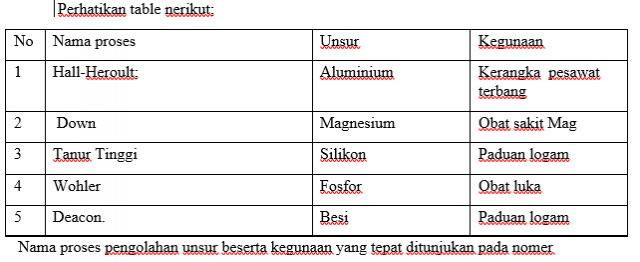 Perhatikan table nerikut:
No Nama proses Unsur Kegunaan
1 Hall-Heroult: Aluminium Kerangka pesawat
terbang
2 Down Magnesium Obat sakit Mag
3 Tanur Tinggi Silikon Paduan logam
4 Wohler Fosfor Obat luka
5 Deacon. Besi Paduan logam
Nama proses pengolahan unsur beserta kegunaan yang tepat ditunjukan pada nomer